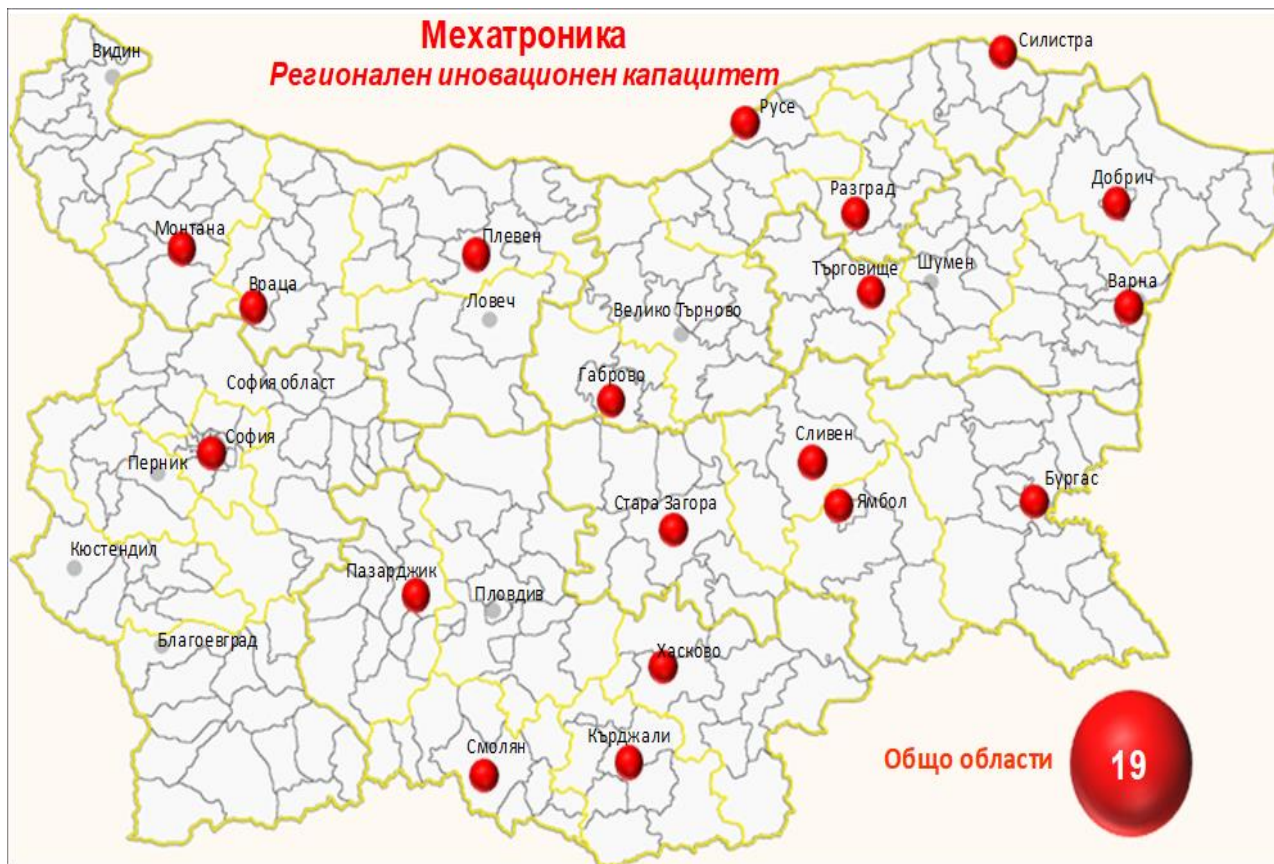 Мехатроника
Регионален иновационен капацитет
Видин
Силистра
Русе
Разград
Добрич
Монтана
Плевен
Търговище
Шумен
Варна
Враца
Ловеч
Велико Търново
София област
Габрово
София
Перник
Сливен
Бургас
Стара Загора
Ямбол
Кюстендил
Пазарджик
Пловдив
Благоевград
Хасково
Смолян
Кърджали
Общо области
19